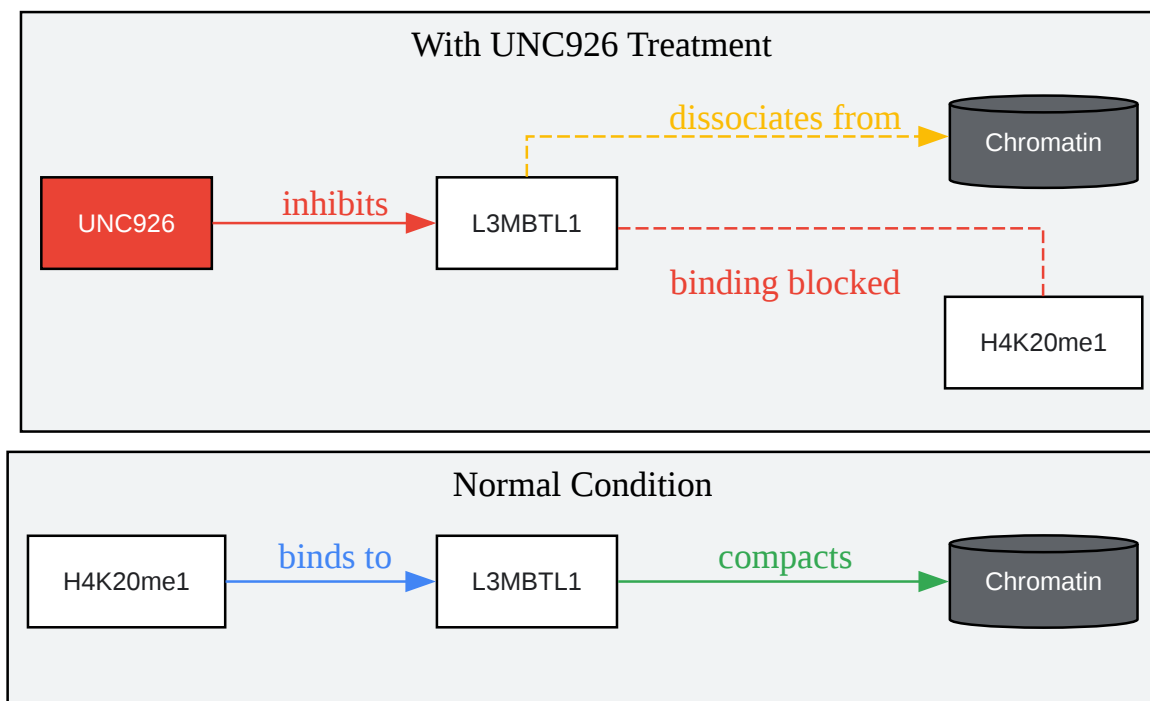 With UNC926 Treatment
dissociates from
Chromatin
UNC926
inhibits
L3MBTL1
binding blocked
H4K20me1
Normal Condition
H4K20me1
binds to
L3MBTL1
compacts
Chromatin